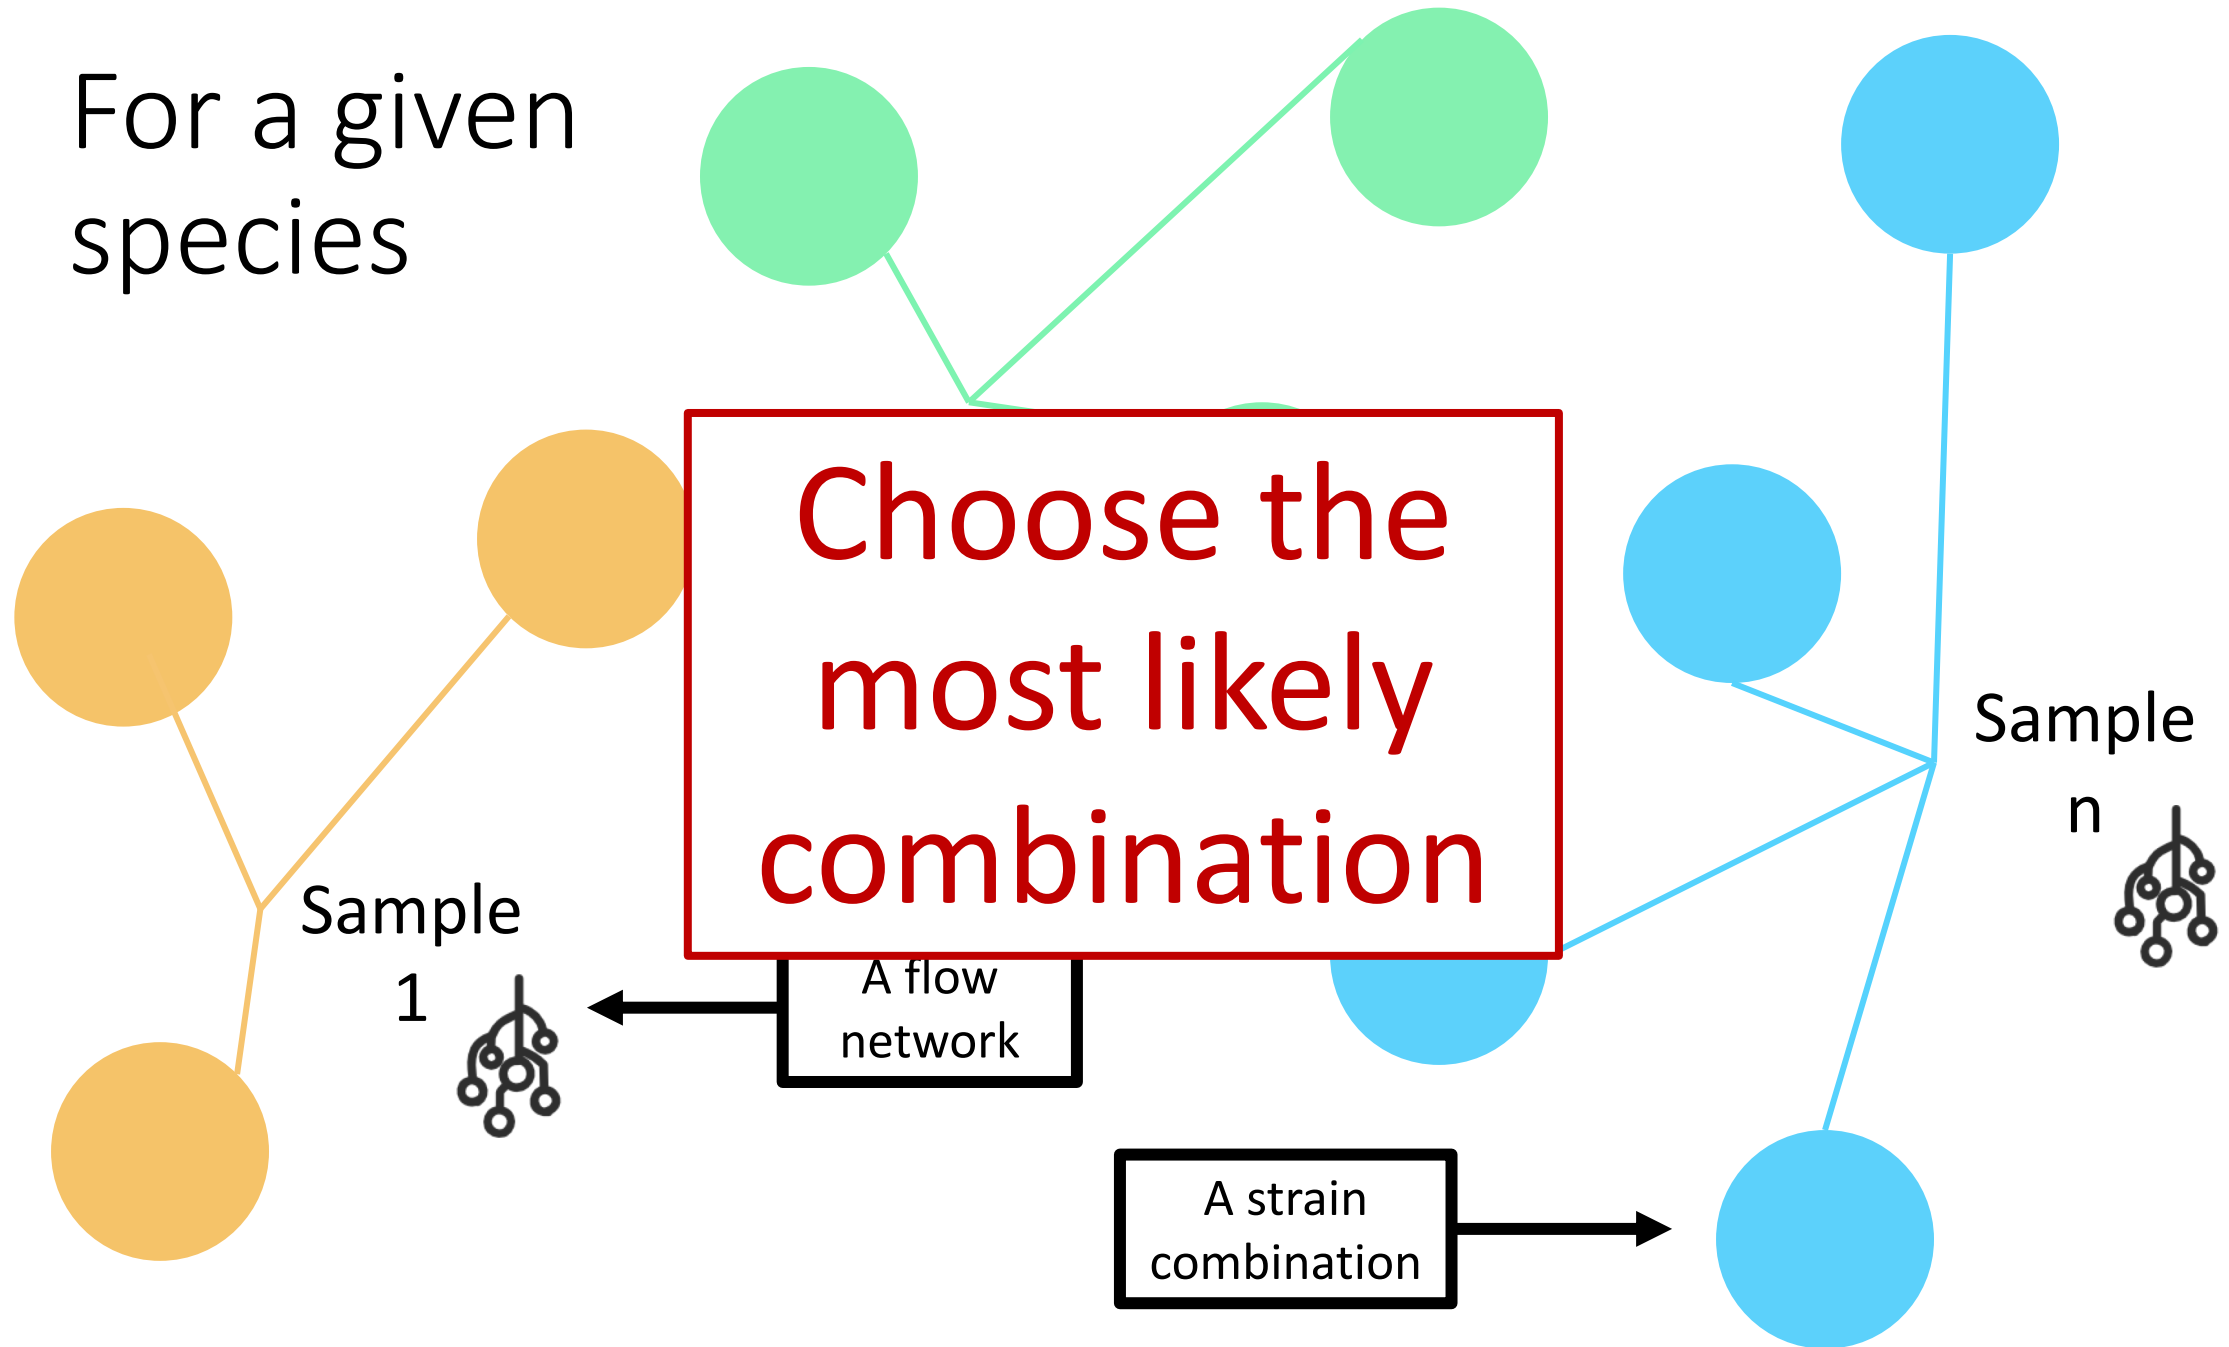 For a given
species
Choose the
most likely
combination
Sample
n
Sample
1
A flow
network
A strain
combination